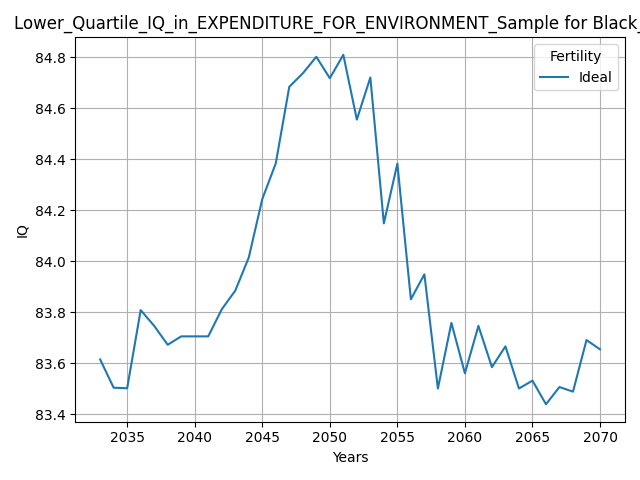 Lower_Quartile_IQ_in_EXPENDITURE_FOR_ENVIRONMENT_Sample for Black_
Fertility
Ideal
84.8
84.6
84.4
84.2
84.0
83.8
83.6
83.4
IQ
2035 2040 2045 2050 2055 2060 2065 2070
Years